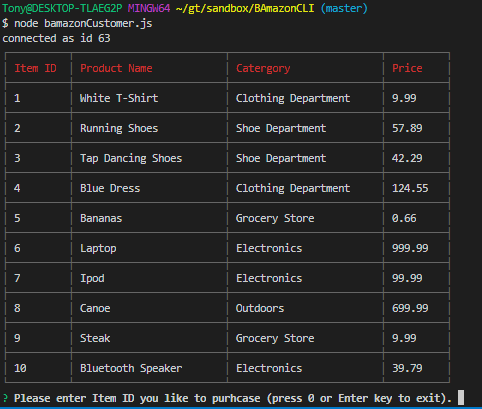 Tony@DESKTOP-TLAEG2P MINGW64 ~/gt/sandbox/BAmazonCLI (master)
$ node bamazonCustomer.js
connected as id 63
Item ID Product Name Catergory Price
1 White T-Shirt Clothing Department 9.99
2 Running Shoes Shoe Department 57.89
3 Tap Dancing Shoes Shoe Department 42.29
4 Blue Dress Clothing Department 124.55
5 Bananas Grocery Store 0.66
6 Laptop Electronics 999.99
7 Ipod Electronics 99.99
8 Canoe Outdoors 699.99
9 Steak Grocery Store 9.99
10 Bluetooth Speaker Electronics 39.79
? Please enter Item ID you like to purhcase (press 0 or Enter key to exit).